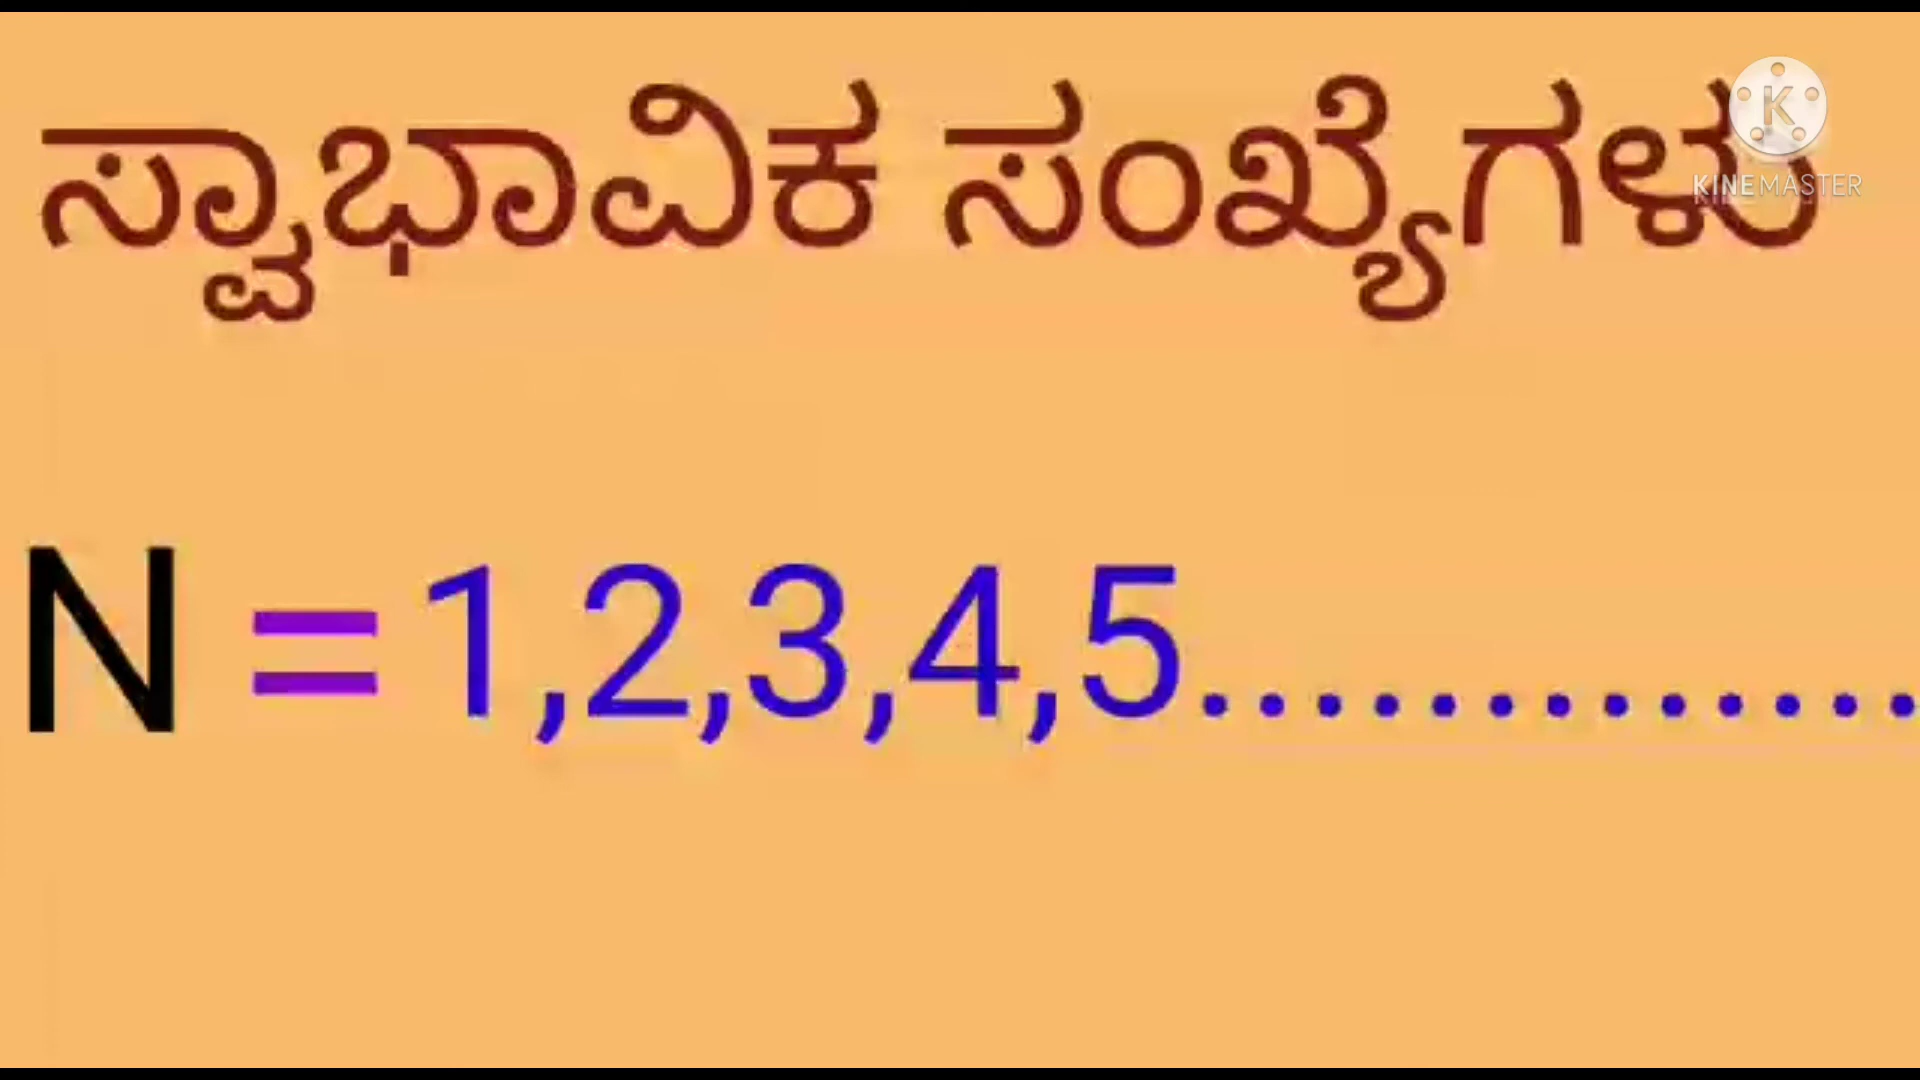 ಸ್ವಾಭಾವಿಕ ಸಂಖ್ಯೆಗಳು
KINEMASTER
N = 1,2,3,4,5.............